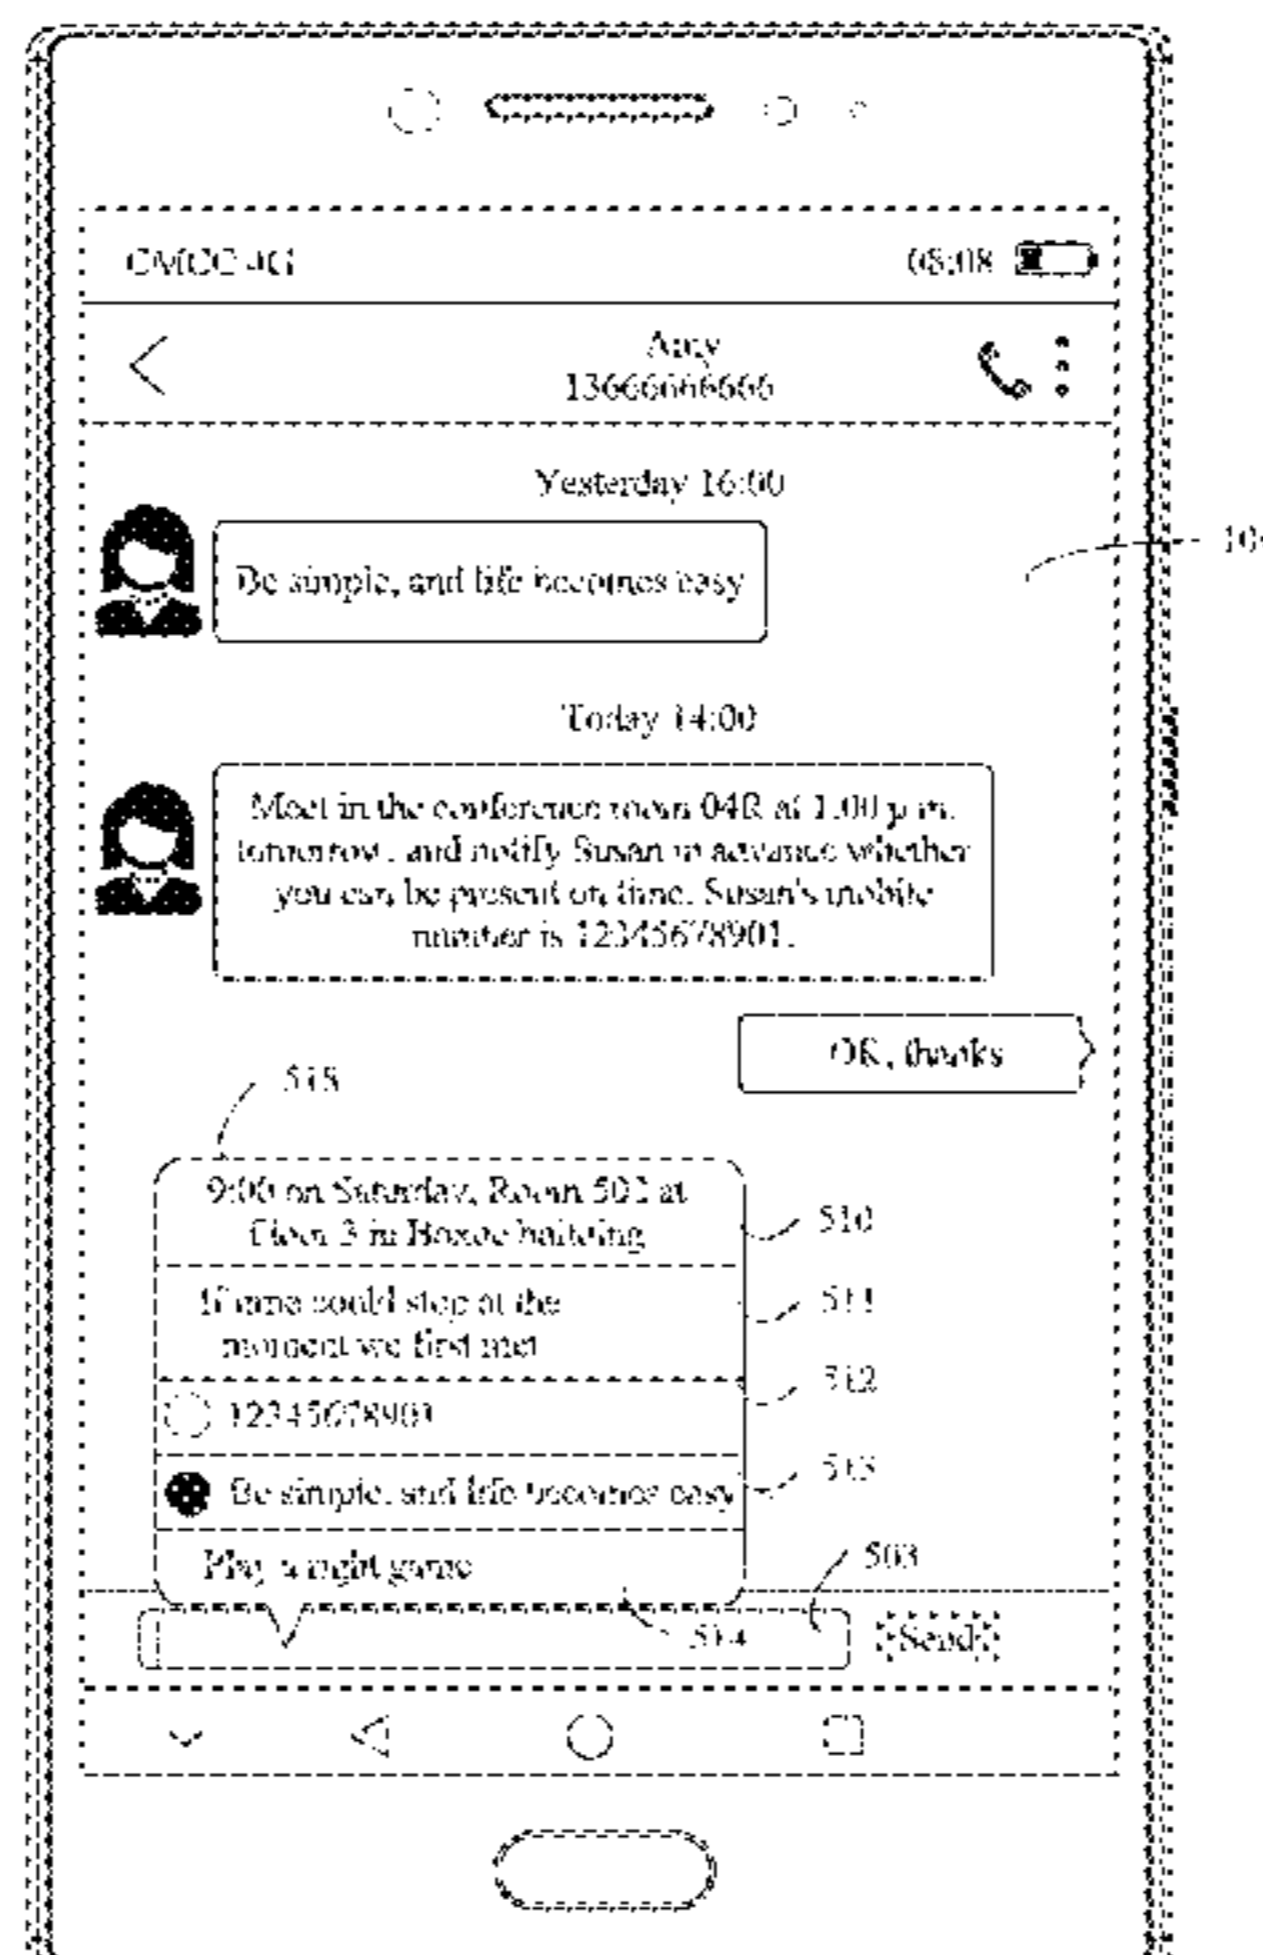 CMCC 4G
08:08
Amy
13666666666
Yesterday 16:00
Be simple, and life becomes easy
10
Today 14:00
Meet in the conference room 04R at 1:00 p.m.
tomorrow, and notify Susan in advance whether
you can be present on time. Susan's mobile
number is 12345678901.
OK, thanks
518
9:00 on Saturday, Room 502 at
floor 3 in building
510
If time could stop at the
moment we first met
511
512
12345678901
513
Be simple, and life becomes easy
Play a night game
503
514
Send